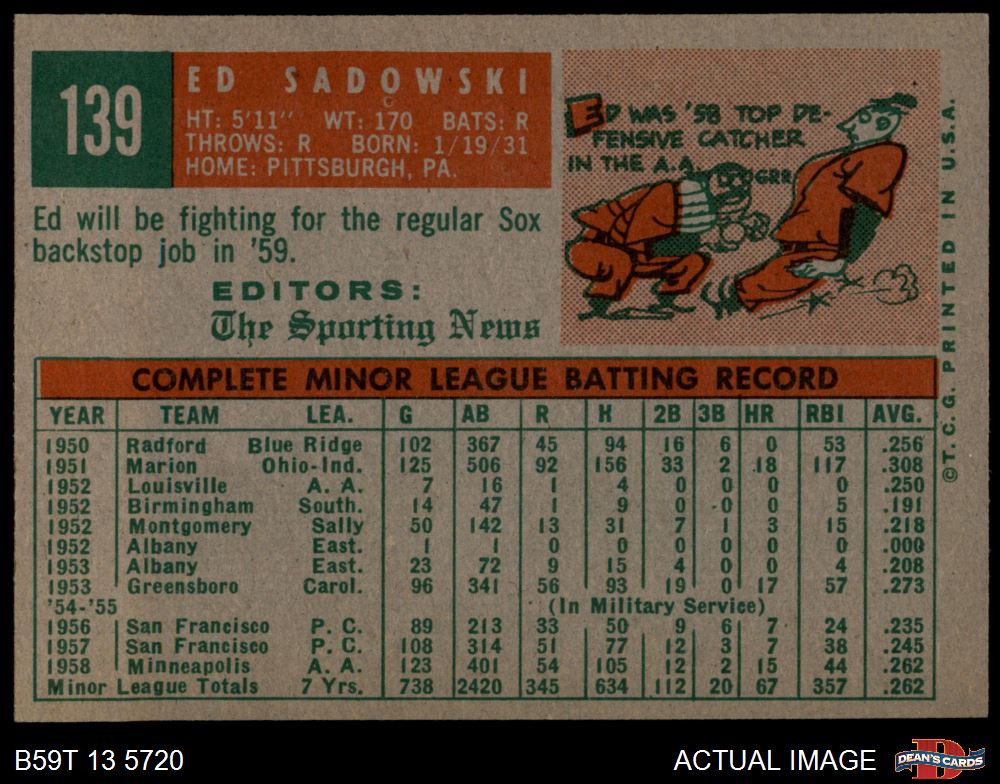 139
ED SADOWSKI
C
HT: 5'11" WT: 170 BATS: R
THROWS: R BORN: 1/19/31
HOME: PITTSBURGH, PA.
Ed will be fighting for the regular Sox
backstop job in '59.
EDITORS:
The Sporting News
ED WAS '58 TOP DE-
FENSIVE CATCHER
IN THE A.A.
GRR
©T. C. G. PRINTED IN U.S.A.
COMPLETE MINOR LEAGUE BATTING RECORD
YEAR TEAM LEA. G AB R H 2B 3B HR RBI AVG.
1950 Radford Blue Ridge 102 367 45 94 16 6 0 53 .256
1951 Marion Ohio-Ind. 125 506 92 156 33 2 18 117 .308
1952 Louisville A. A. 7 16 1 4 0 0 0 0 .250
1952 Birmingham South. 14 47 1 9 0 0 0 5 .191
1952 Montgomery Sally 50 142 13 31 7 1 3 15 .218
1952 Albany East. 1 1 0 0 0 0 0 0 .000
1953 Albany East. 23 72 9 15 4 0 0 4 .208
1953 Greensboro Carol. 96 341 56 93 19 0 17 57 .273
'54-'55 (In Military Service)
1956 San Francisco P. C. 89 213 33 50 9 6 7 24 .235
1957 San Francisco P. C. 108 314 51 77 12 3 7 38 .245
1958 Minneapolis A. A. 123 401 54 105 12 2 15 44 .262
Minor League Totals 7 Yrs. 738 2420 345 634 112 20 67 357 .262
B59T 13 5720
ACTUAL IMAGE
D
DEAN'S CARDS